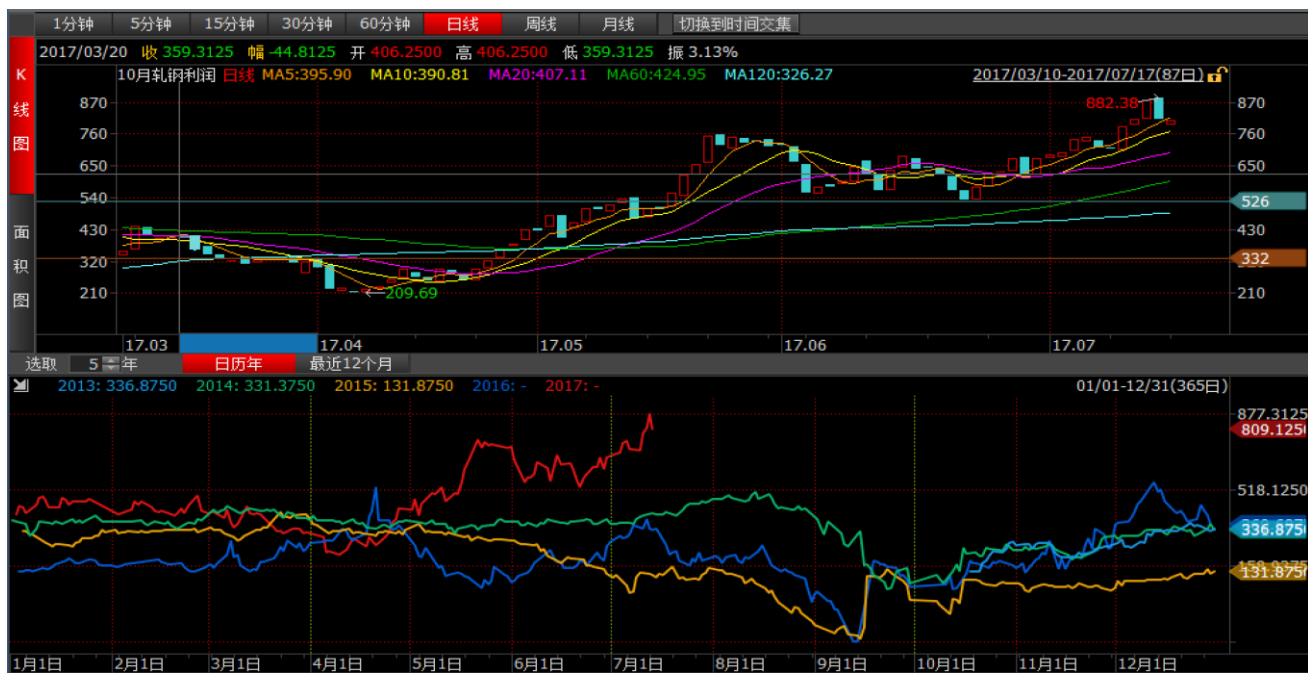 1分钟 5分钟 15分钟 30分钟 60分钟 日线 周线 月线 切换到时间交集
2017/03/20 收 359.3125 幅 -44.8125 开 406.2500 高 406.2500 低 359.3125 振 3.13%
10月轧钢利润 日线 MA5:395.90 MA10:390.81 MA20:407.11 MA60:424.95 MA120:326.27 2017/03/10-2017/07/17(87日)
K线图
面积图
882.38
870 870
760 760
650 650
540 540
526
430 430
332
320
210 210
209.69
17.03 17.04 17.05 17.06 17.07
选取 5 年 日历年 最近12个月
2013: 336.8750 2014: 331.3750 2015: 131.8750 2016: - 2017: - 01/01-12/31(365日)
877.3125
809.1250
518.1250
336.8750
131.8750
1月1日 2月1日 3月1日 4月1日 5月1日 6月1日 7月1日 8月1日 9月1日 10月1日 11月1日 12月1日